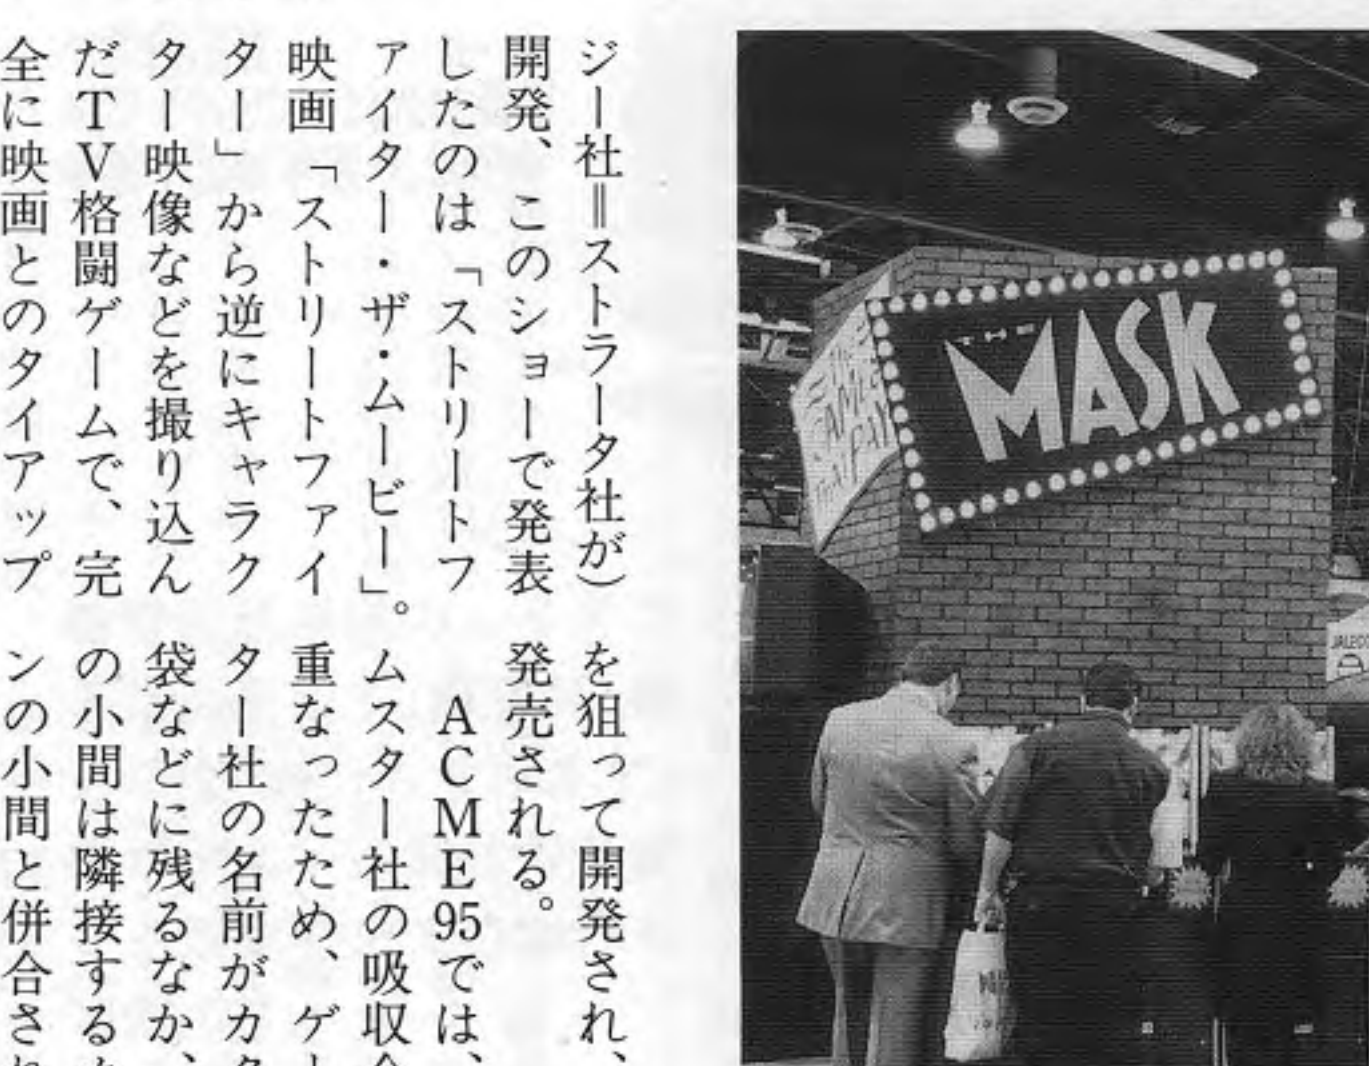 ジー社＝ストラータ社が）
開発、このショーで発表
したのは「ストリートフ
ァイター・ザ・ムービー」。
映画「ストリートファイ
ター」から逆にキャラク
ター映像などを撮り込ん
だTV格闘ゲームで、完
全に映画とのタイアップ
を狙って開発され、
発売される。
ACME95では、
ムスター社の吸収
重なったため、ゲー
ター社の名前がカタ
袋などに残るなか、
の小間は隣接する
ンの小間と併合さ
THE
MASK